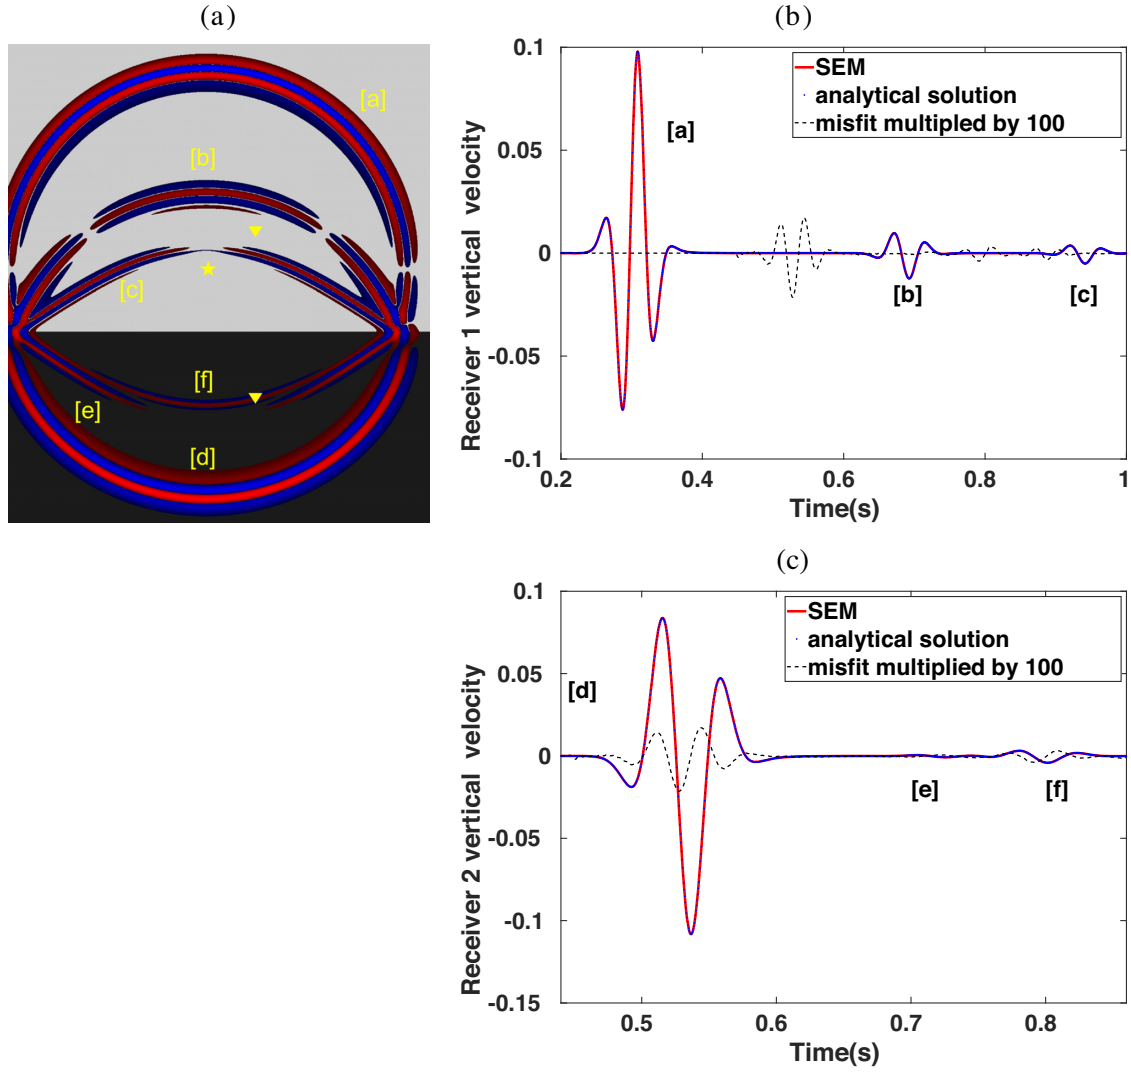 (a)
[a]
[b]
[c]
[f]
[e]
[d]
(b)
Receiver 1 vertical velocity
0.1
0.05
0
-0.05
-0.1
SEM
analytical solution
misfit multipled by 100
[a]
[b]
[c]
0.2
0.4
0.6
0.8
1
Time(s)
(c)
Receiver 2 vertical velocity
0.1
0.05
0
-0.05
-0.1
-0.15
SEM
analytical solution
misfit multiplied by 100
[d]
[e]
[f]
0.5
0.6
0.7
0.8
Time(s)